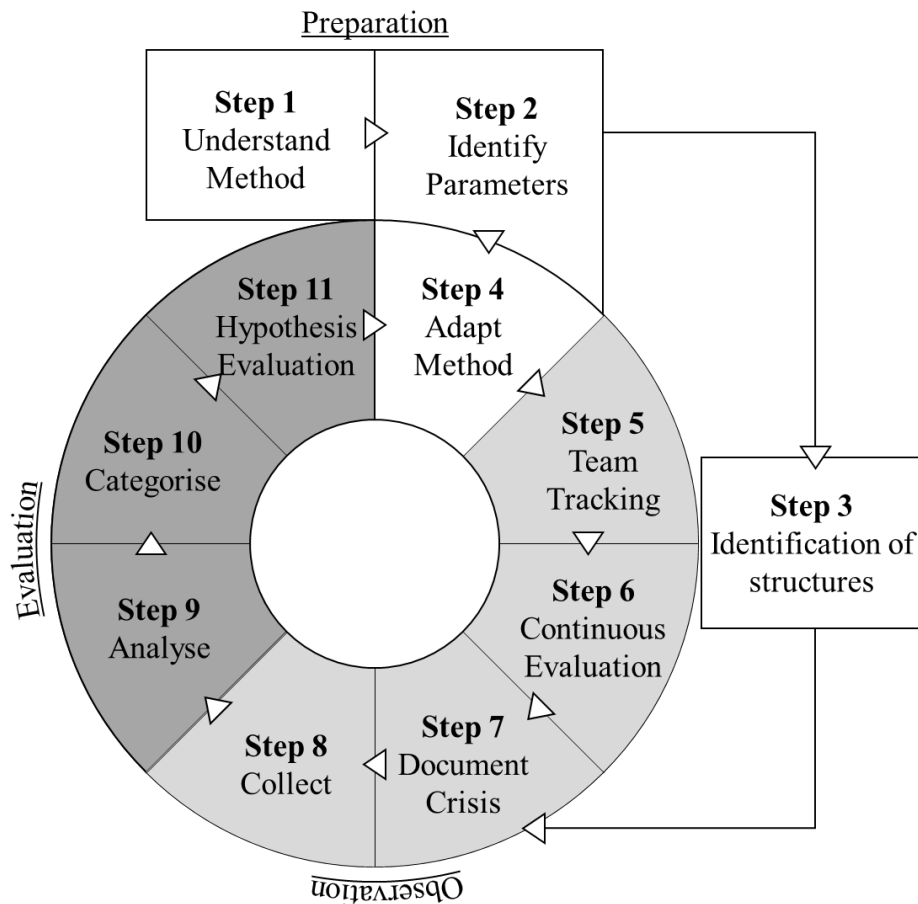 Preparation
Step 1
Understand
Method
Step 2
Identify
Parameters
Step 3
Identification of
structures
Step 4
Adapt
Method
Step 5
Team
Tracking
Step 6
Continuous
Evaluation
Step 7
Document
Crisis
Step 8
Collect
Step 9
Analyse
Step 10
Categorise
Step 11
Hypothesis
Evaluation
Evaluation
Observation